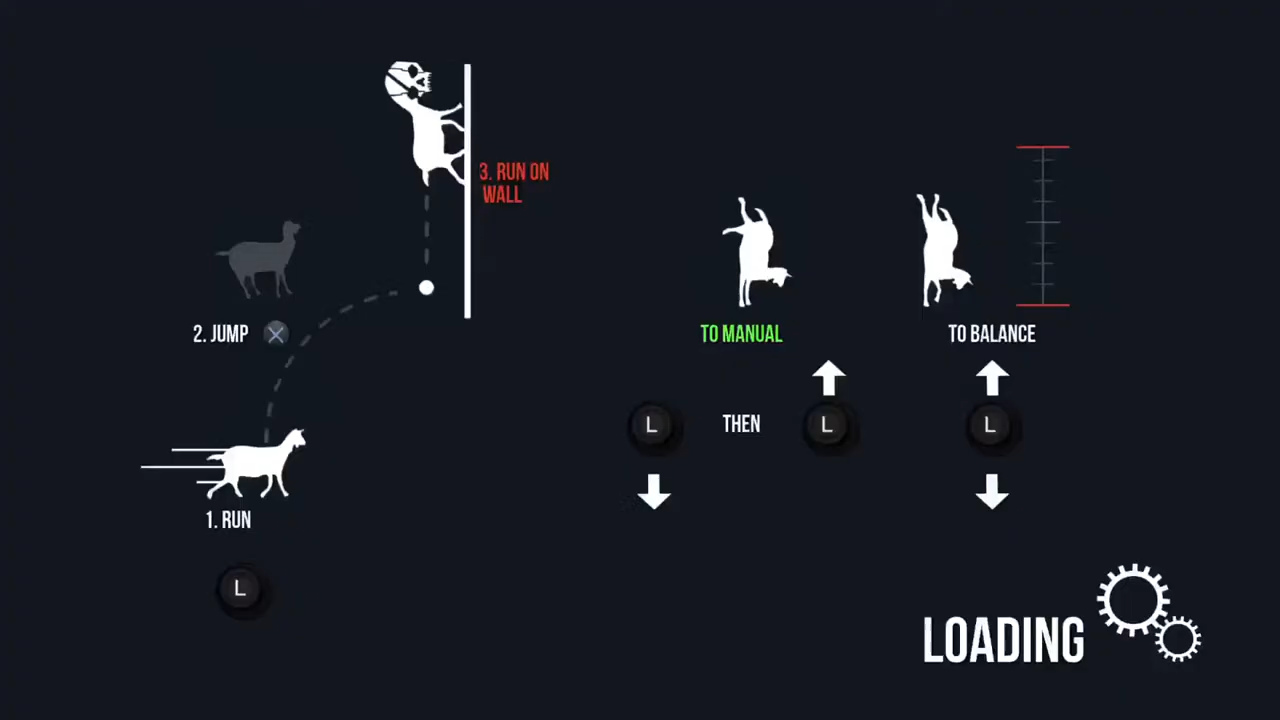 3. RUN ON
WALL
2. JUMP
1. RUN
L
TO MANUAL
L THEN L
TO BALANCE
L
LOADING